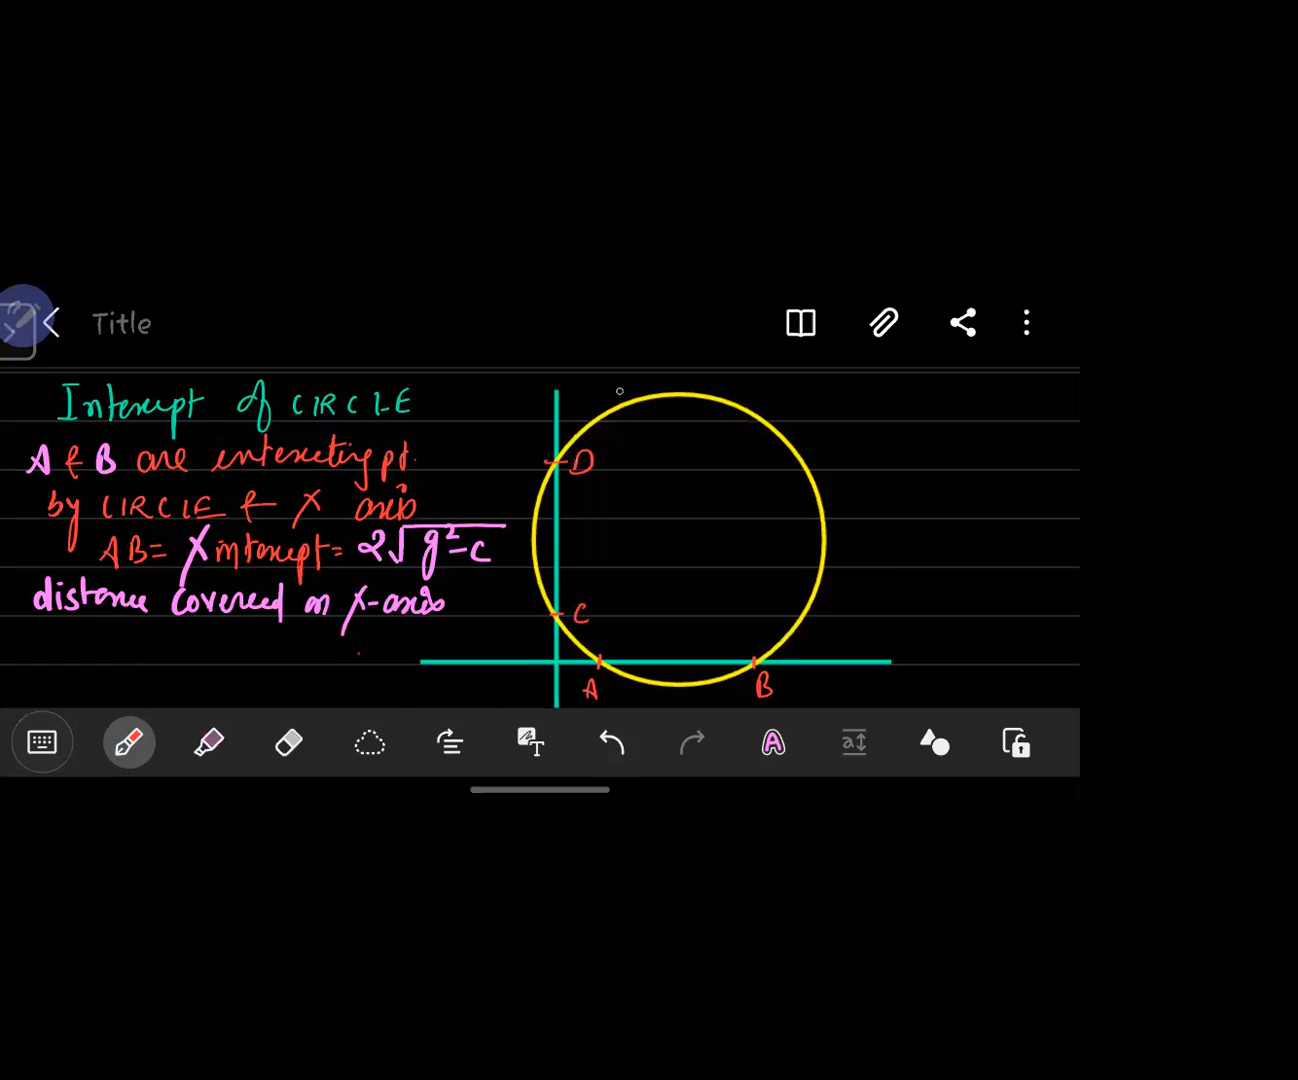 Title
Intercept of CIRCLE
A & B are intersecting pt.
by CIRCLE & X axis
AB = X intercept = 2√g²-c
distance covered on x-axis
D
C
A
B
T
A
a